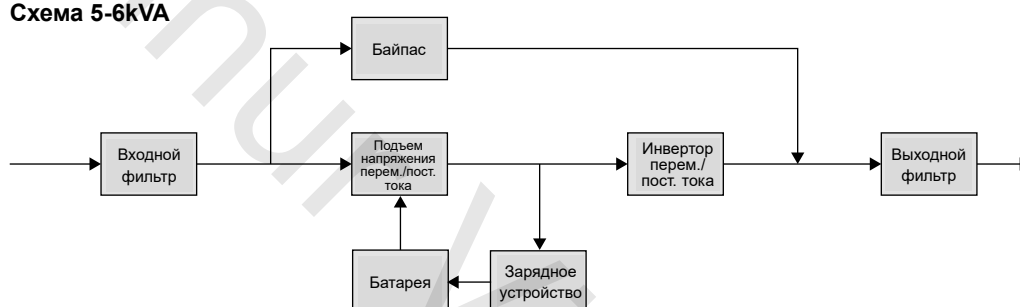 Схема 5-6kVA
Байпас
Входной
фильтр
Подъем
напряжения
перем./пост.
тока
Инвертор
перем./
пост. тока
Выходной
фильтр
Батарея
Зарядное
устройство